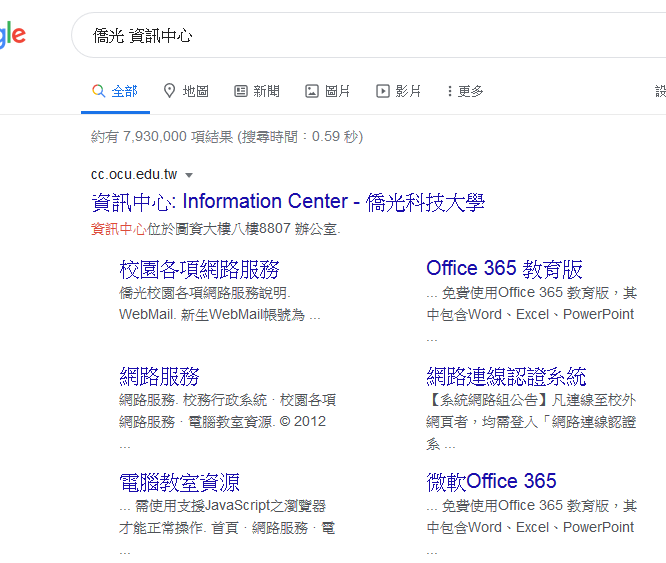 gle
僑光 資訊中心
全部 地圖 新聞 圖片 影片 更多 設
約有 7,930,000 項結果 (搜尋時間：0.59 秒)
cc.ocu.edu.tw
資訊中心: Information Center - 僑光科技大學
資訊中心位於圖資大樓八樓8807 辦公室.
校園各項網路服務
僑光校園各項網路服務說明.
WebMail. 新生WebMail帳號為 ...
Office 365 教育版
... 免費使用Office 365 教育版，其
中包含Word、Excel、PowerPoint
...
網路服務
網路服務. 校務行政系統 · 校園各項
網路服務 · 電腦教室資源. © 2012
...
網路連線認證系統
【系統網路組公告】凡連線至校外
網頁者，均需登入「網路連線認證
系 ...
電腦教室資源
... 需使用支援JavaScript之瀏覽器
才能正常操作. 首頁 · 網路服務 · 電
...
微軟Office 365
... 免費使用Office 365 教育版，其
中包含Word、Excel、PowerPoint
...